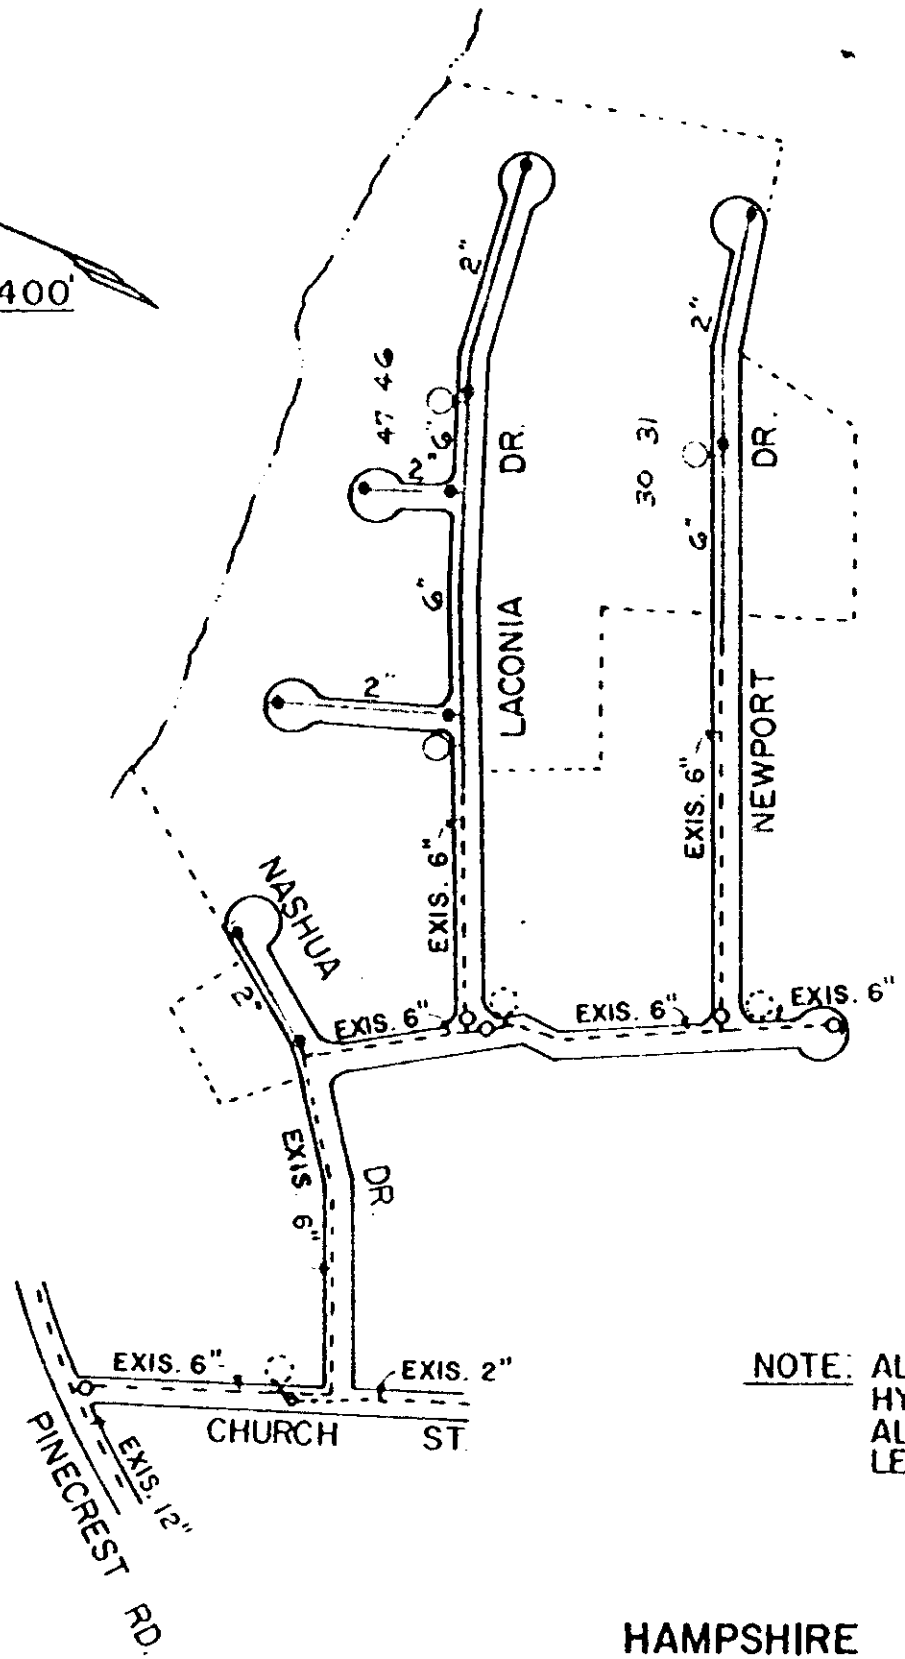 400'
2"
2"
47 46
6"
2"
DR.
30 31
DR.
6"
6"
LACONIA
2"
NEWPORT
EXIS. 6"
EXIS. 6"
NASHUA
2"
EXIS. 6"
EXIS. 6"
EXIS. 6"
EXIS 6"
DR.
EXIS. 6"
EXIS. 2"
CHURCH ST.
EXIS. 12"
PINECREST RD.
NOTE: AL
HY
AL
LE
HAMPSHIRE